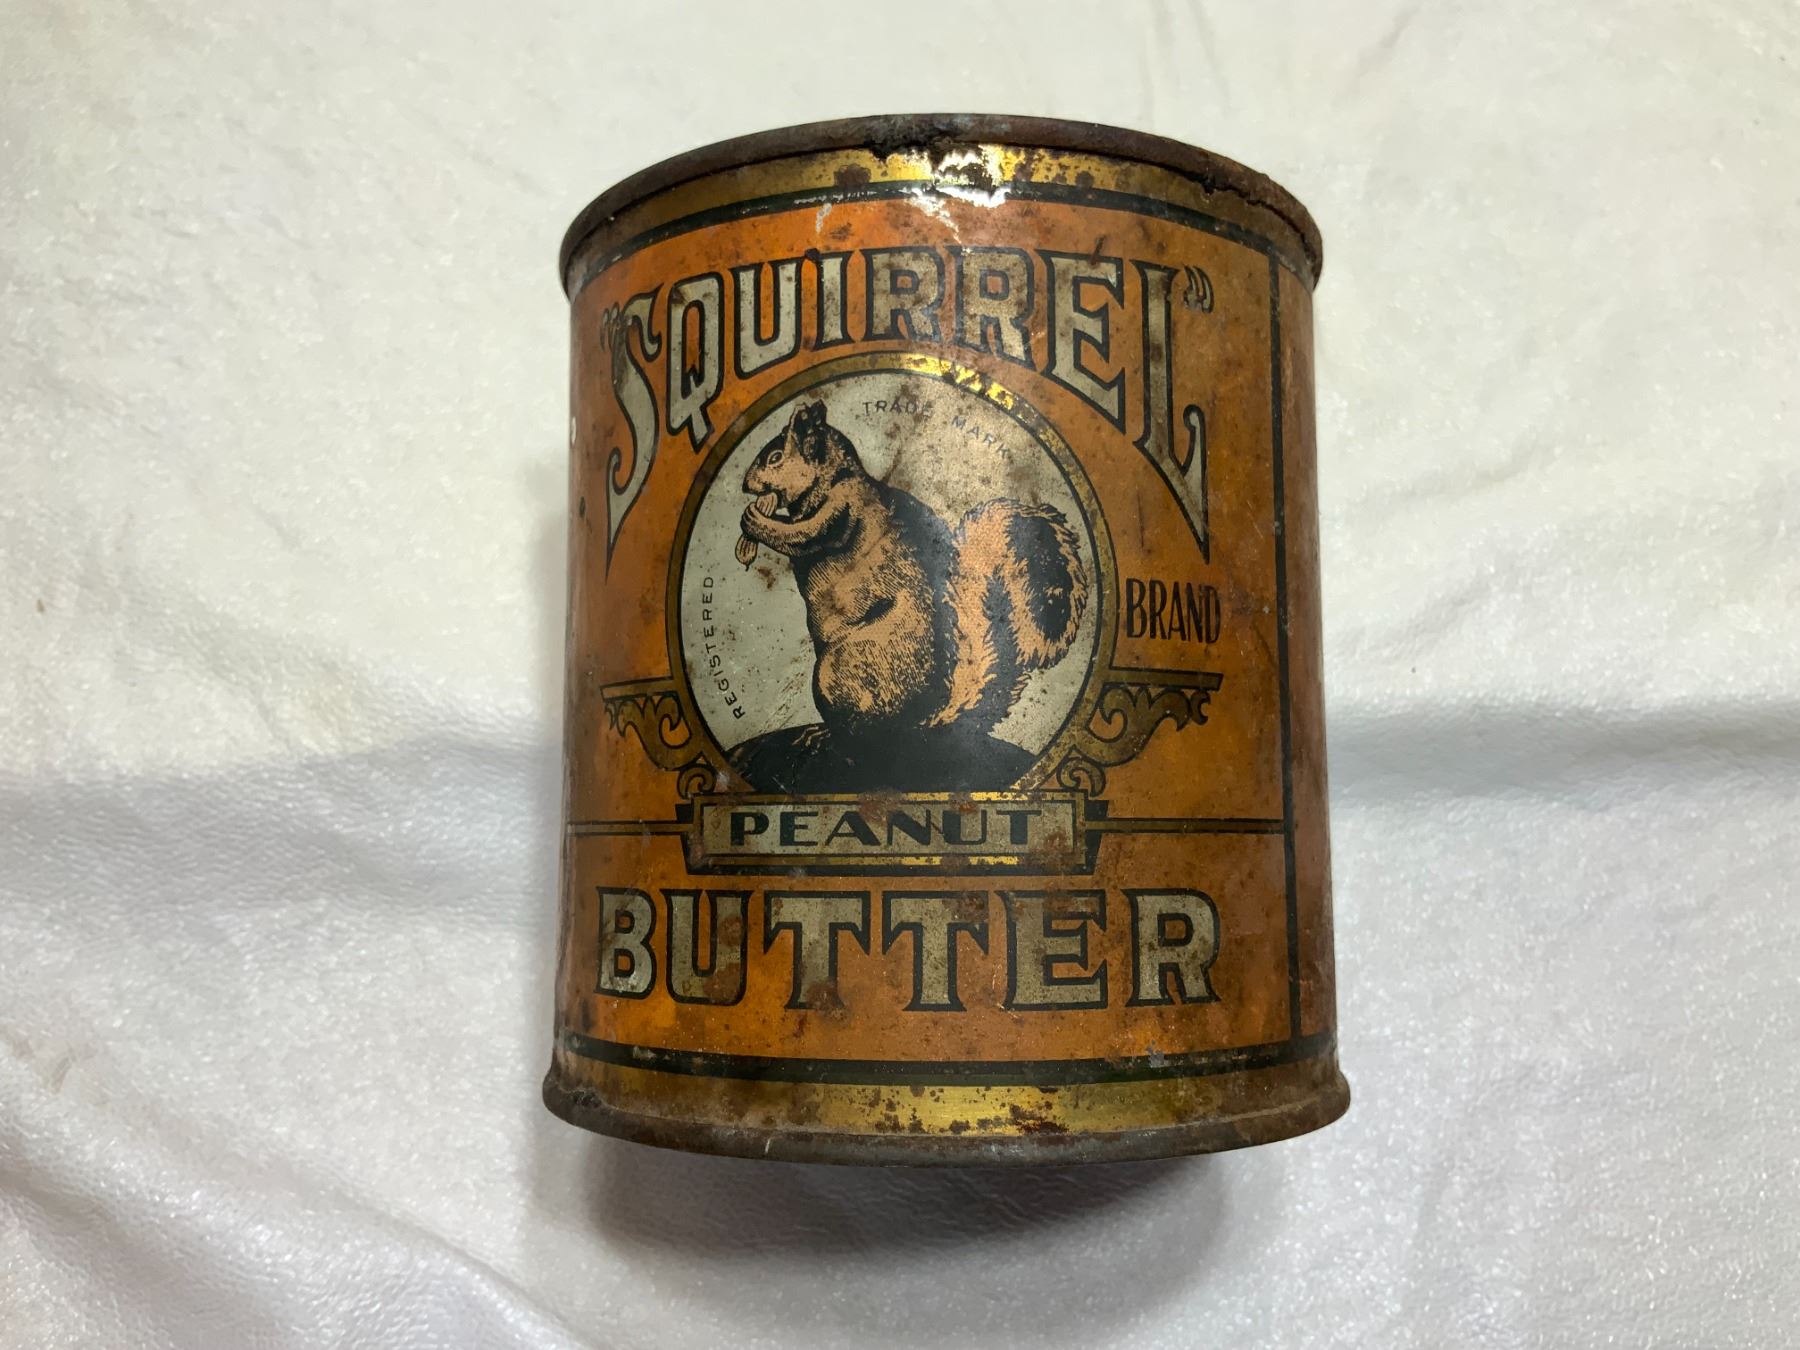 "SQUIRREL"
TRADE MARK
REGISTERED
BRAND
PEANUT
BUTTER